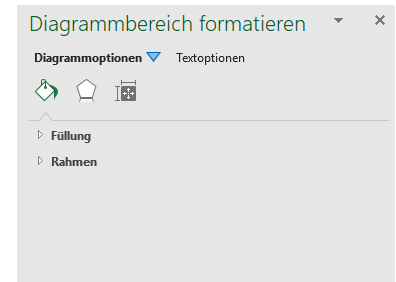 Diagrammbereich formatieren
Diagrammoptionen Textoptionen
Füllung
Rahmen